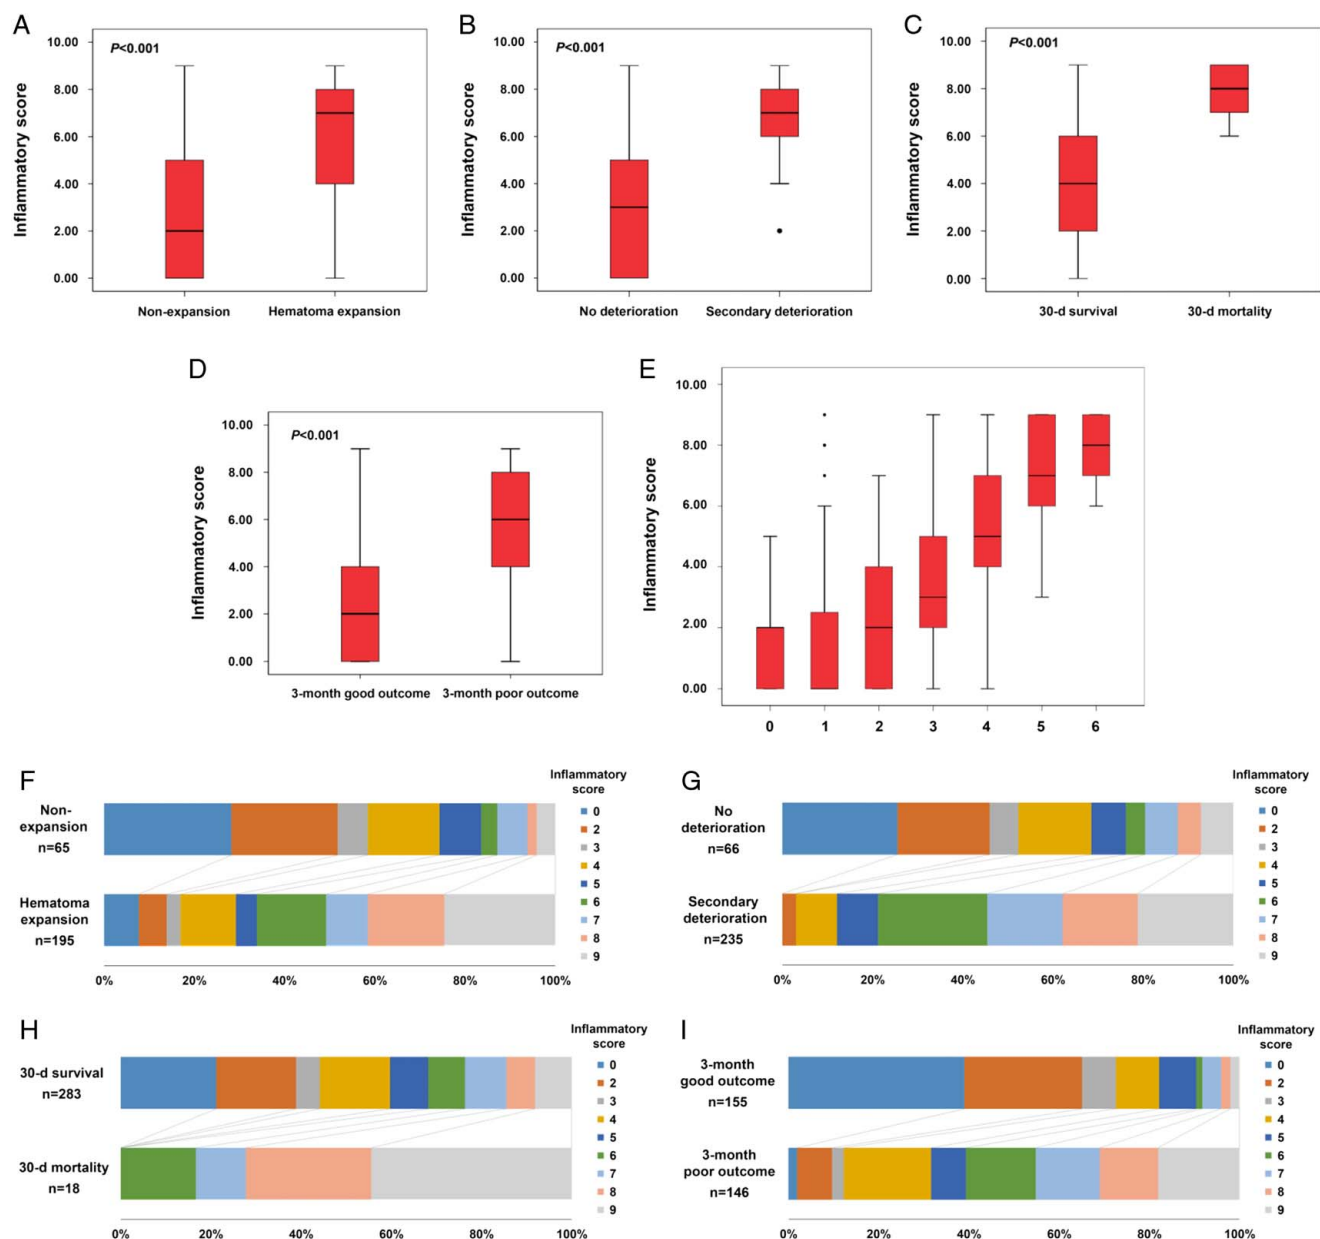 A
P<0.001
Inflammatory score
10.00
8.00
6.00
4.00
2.00
0.00
Non-expansion
Hematoma expansion
B
P<0.001
Inflammatory score
10.00
8.00
6.00
4.00
2.00
0.00
No deterioration
Secondary deterioration
C
P<0.001
Inflammatory score
10.00
8.00
6.00
4.00
2.00
0.00
30-d survival
30-d mortality
D
P<0.001
Inflammatory score
10.00
8.00
6.00
4.00
2.00
0.00
3-month good outcome
3-month poor outcome
E
Inflammatory score
10.00
8.00
6.00
4.00
2.00
0.00
0 1 2 3 4 5 6
F
Non-
expansion
n=65
Hematoma
expansion
n=195
0% 20% 40% 60% 80% 100%
Inflammatory
score
0
2
3
4
5
6
7
8
9
G
No
deterioration
n=66
Secondary
deterioration
n=235
0% 20% 40% 60% 80% 100%
Inflammatory
score
0
2
3
4
5
6
7
8
9
H
30-d survival
n=283
30-d mortality
n=18
0% 20% 40% 60% 80% 100%
Inflammatory
score
0
2
3
4
5
6
7
8
9
I
3-month
good outcome
n=155
3-month
poor outcome
n=146
0% 20% 40% 60% 80% 100%
Inflammatory
score
0
2
3
4
5
6
7
8
9